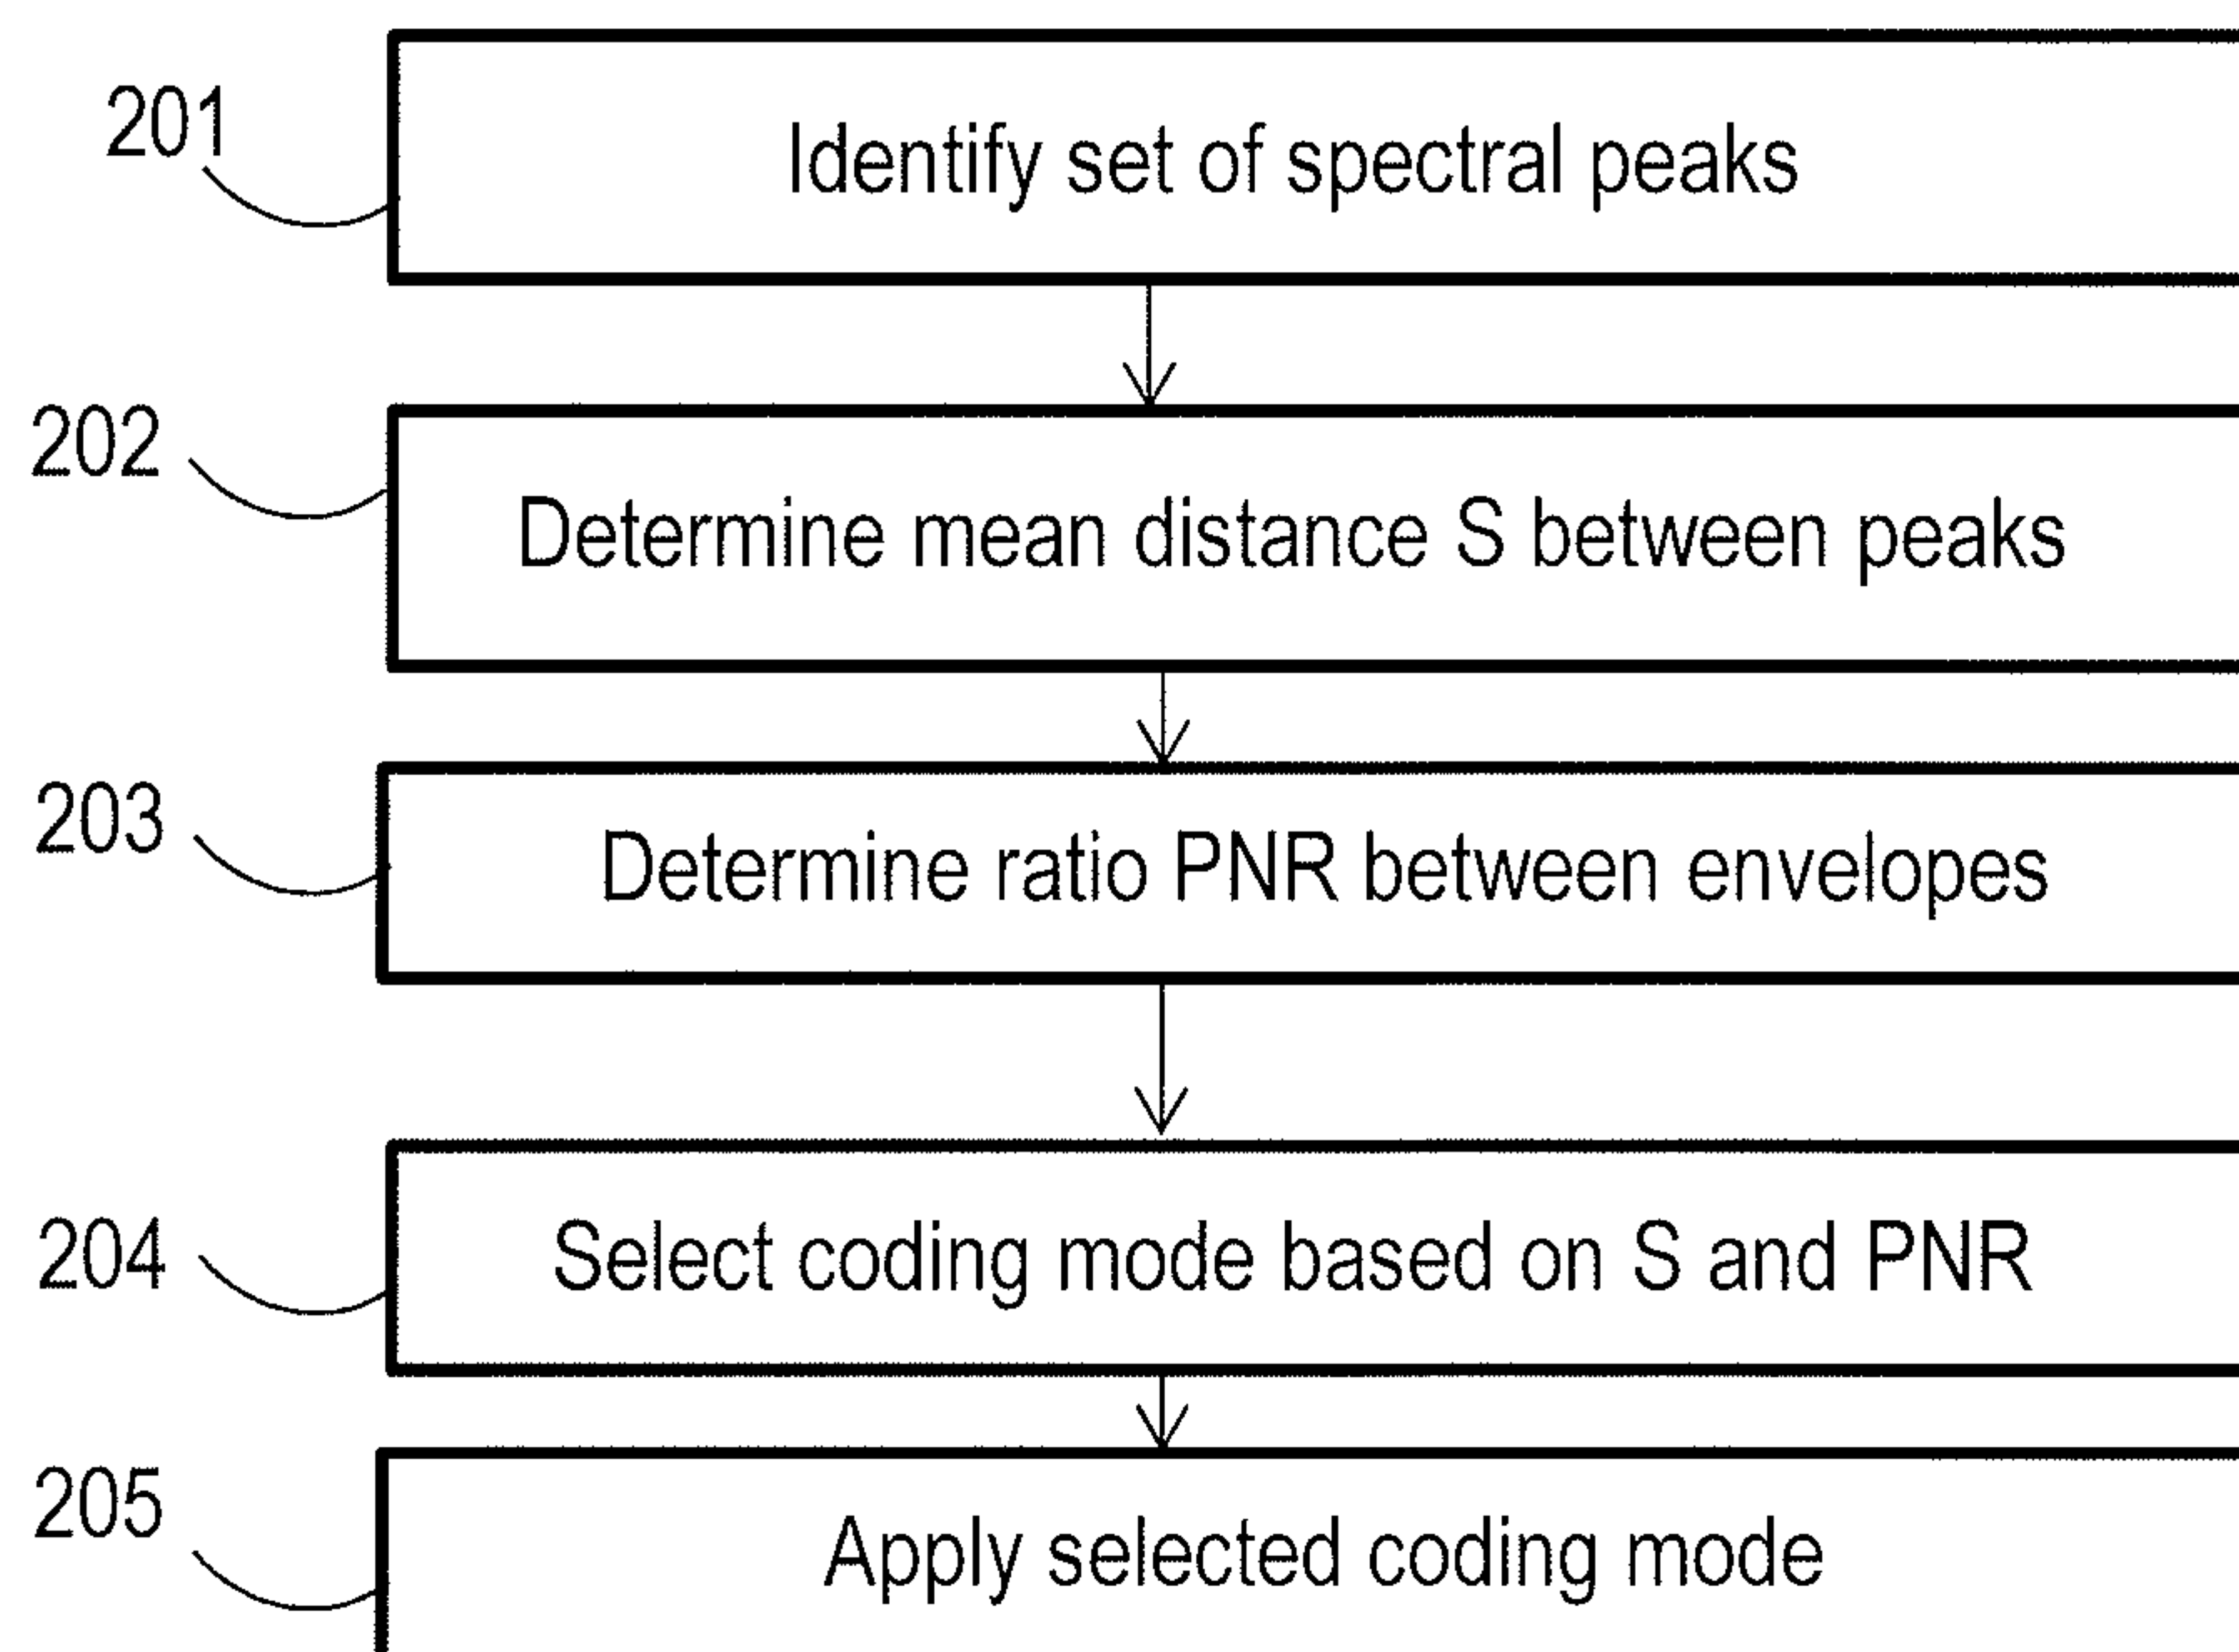 201
Identify set of spectral peaks
202
Determine mean distance S between peaks
203
Determine ratio PNR between envelopes
204
Select coding mode based on S and PNR
205
Apply selected coding mode